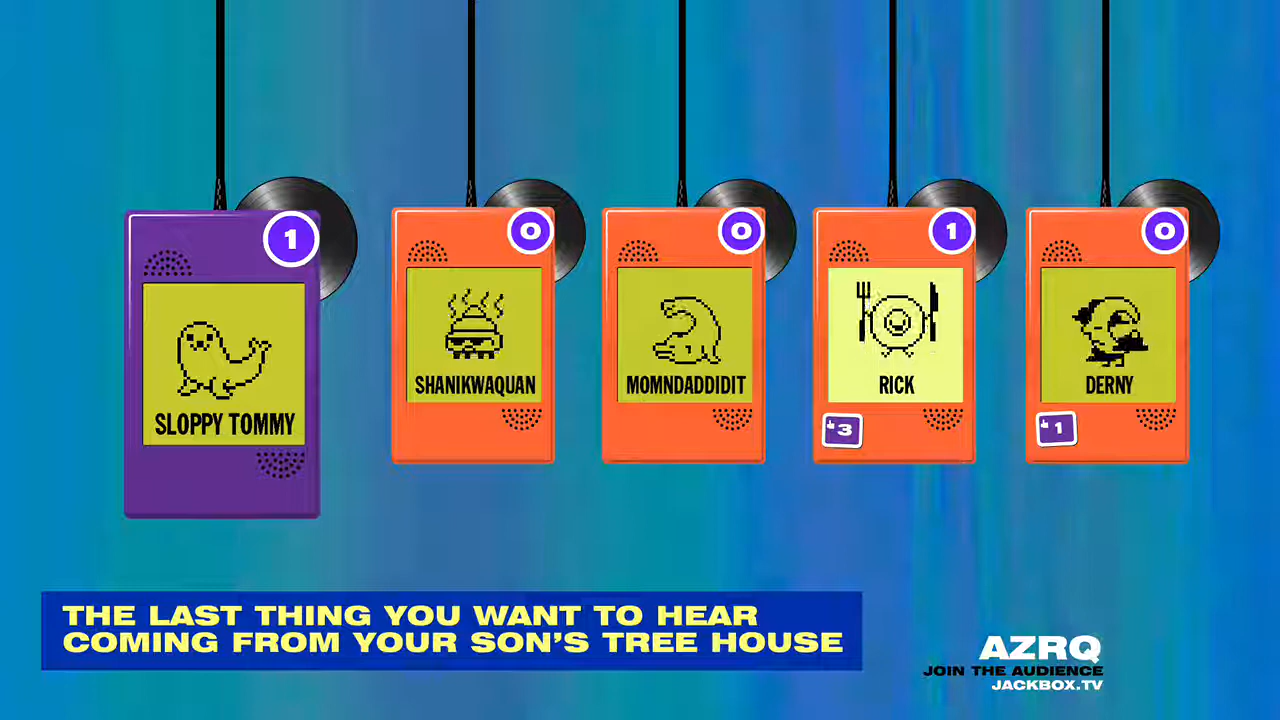 1
0
0
1
0
SLOPPY TOMMY
SHANIKWAQUAN
MOMNDADDIDIT
RICK
DERNY
3
1
THE LAST THING YOU WANT TO HEAR
COMING FROM YOUR SON'S TREE HOUSE
AZRQ
JOIN THE AUDIENCE
JACKBOX.TV